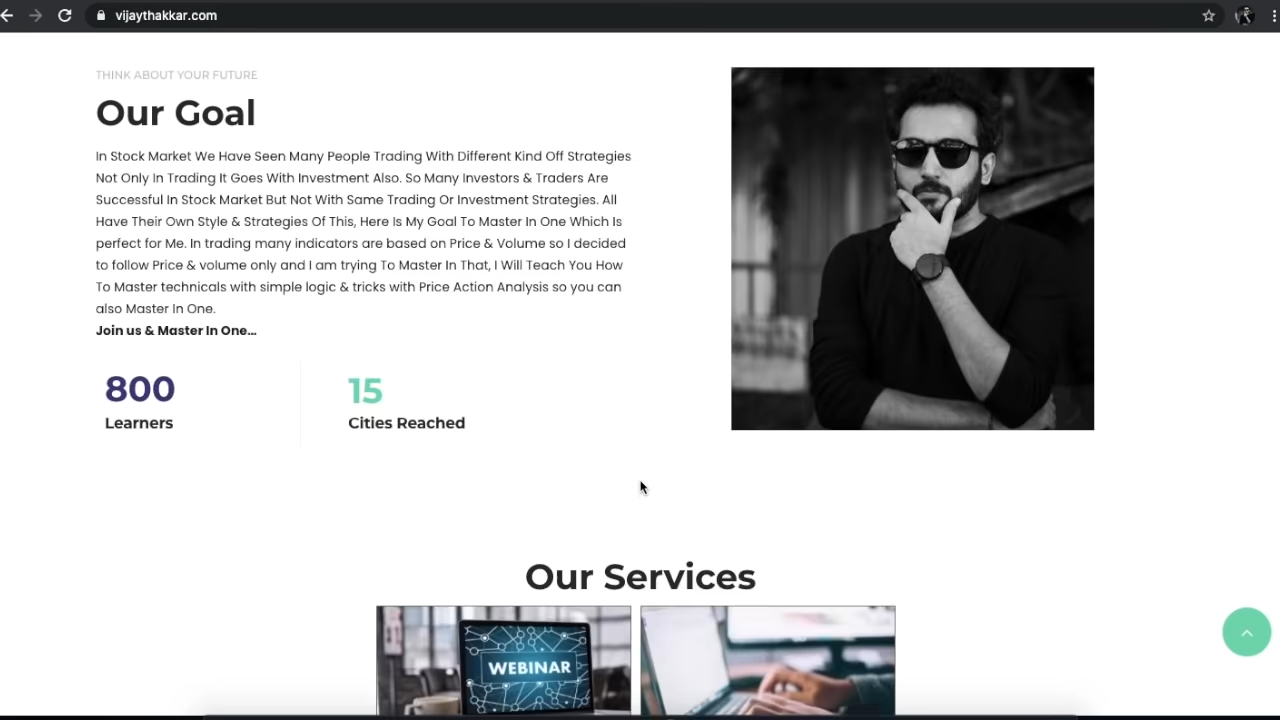 vijaythakkar.com
THINK ABOUT YOUR FUTURE
Our Goal
In Stock Market We Have Seen Many People Trading With Different Kind Off Strategies
Not Only In Trading It Goes With Investment Also. So Many Investors & Traders Are
Successful In Stock Market But Not With Same Trading Or Investment Strategies. All
Have Their Own Style & Strategies Of This, Here Is My Goal To Master In One Which Is
perfect for Me. In trading many indicators are based on Price & Volume so I decided
to follow Price & volume only and I am trying To Master In That, I Will Teach You How
To Master technicals with simple logic & tricks with Price Action Analysis so you can
also Master In One.
Join us & Master In One...
800
Learners
15
Cities Reached
Our Services
WEBINAR